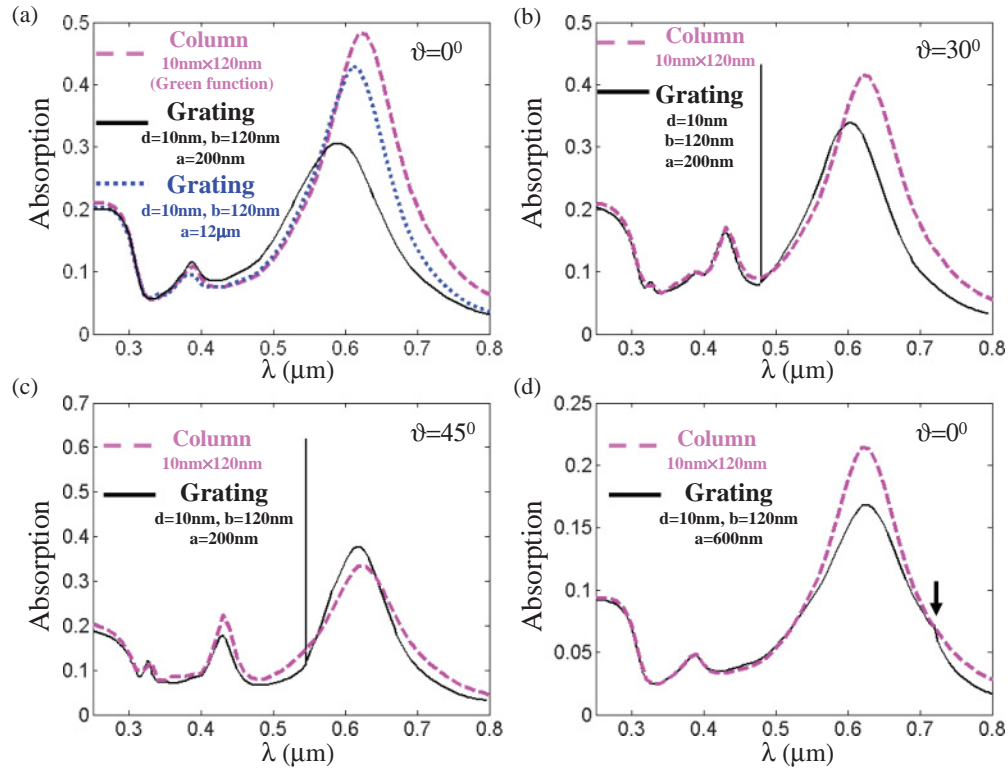 (a)
0.5
0.4
0.3
0.2
0.1
0
0.3
0.4
0.5
0.6
0.7
0.8
Absorption
λ (μm)
ϑ=0⁰
Column
10nm×120nm
(Green function)
Grating
d=10nm, b=120nm
a=200nm
Grating
d=10nm, b=120nm
a=12μm
(b)
0.5
0.4
0.3
0.2
0.1
0
0.3
0.4
0.5
0.6
0.7
0.8
Absorption
λ (μm)
ϑ=30⁰
Column
10nm×120nm
Grating
d=10nm
b=120nm
a=200nm
(c)
0.7
0.6
0.5
0.4
0.3
0.2
0.1
0
0.3
0.4
0.5
0.6
0.7
0.8
Absorption
λ (μm)
ϑ=45⁰
Column
10nm×120nm
Grating
d=10nm, b=120nm
a=200nm
(d)
0.25
0.2
0.15
0.1
0.05
0
0.3
0.4
0.5
0.6
0.7
0.8
Absorption
λ (μm)
ϑ=0⁰
Column
10nm×120nm
Grating
d=10nm, b=120nm
a=600nm